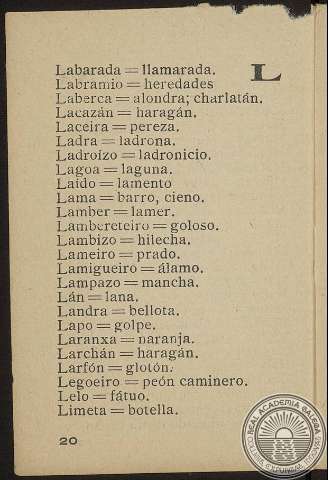 L
Labarada = llamarada.
Labramio = heredades
Laberca = alondra; charlatán.
Lacazán = haragán.
Laceira = pereza.
Ladra = ladrona.
Ladroizo = ladronicio.
Lagoa = laguna.
Laído = lamento
Lama = barro, cieno.
Lamber = lamer.
Lambereteiro = goloso.
Lambizo = hilecha.
Lameiro = prado.
Lamigueiro = álamo.
Lampazo = mancha.
Lán = lana.
Landra = bellota.
Lapo = golpe.
Laranxa = naranja.
Larchán = haragán.
Larfón = glotón.
Legoeiro = peón caminero.
Lelo = fátuo.
Limeta = botella.
20
REAL ACADEMIA GALEGA